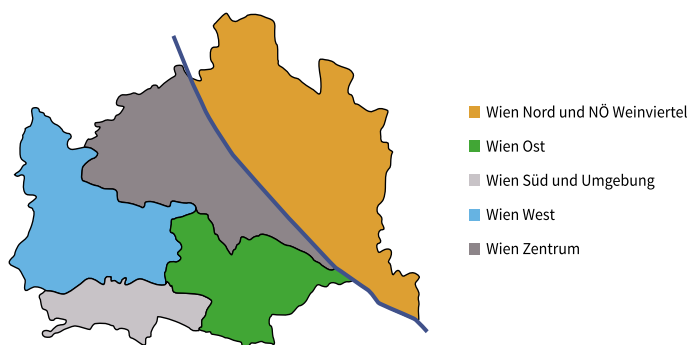 Wien Nord und NÖ Weinviertel
Wien Ost
Wien Süd und Umgebung
Wien West
Wien Zentrum